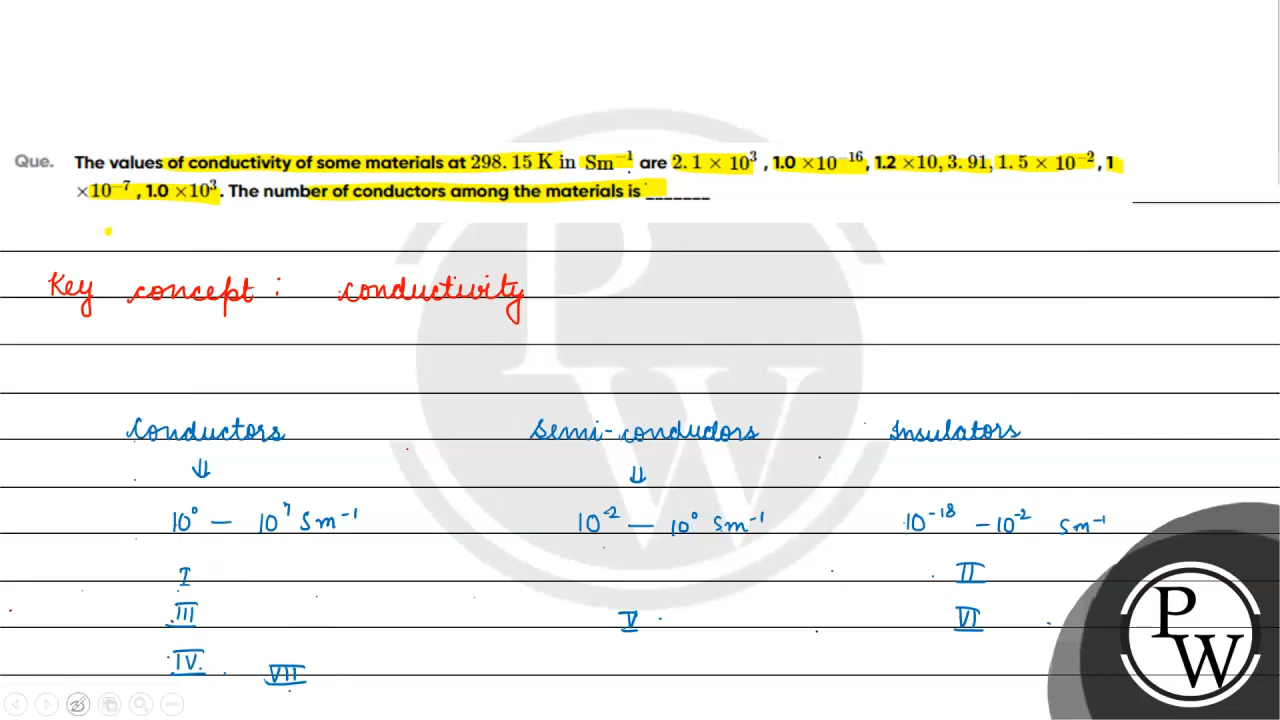 Que. The values of conductivity of some materials at 298.15 K in Sm⁻¹ are 2.1 × 10³ , 1.0 ×10⁻¹⁶, 1.2 ×10, 3.91, 1.5 × 10⁻² , 1
×10⁻⁷ , 1.0 ×10³. The number of conductors among the materials is _______
Key concept : conductivity
Conductors Semi-conductors Insulators
⇓ ⇓
10⁰ — 10⁷ Sm⁻¹ 10⁻² — 10⁰ Sm⁻¹ 10⁻¹⁸ – 10⁻² Sm⁻¹
I II
III V VI
IV. VII
PW
PW